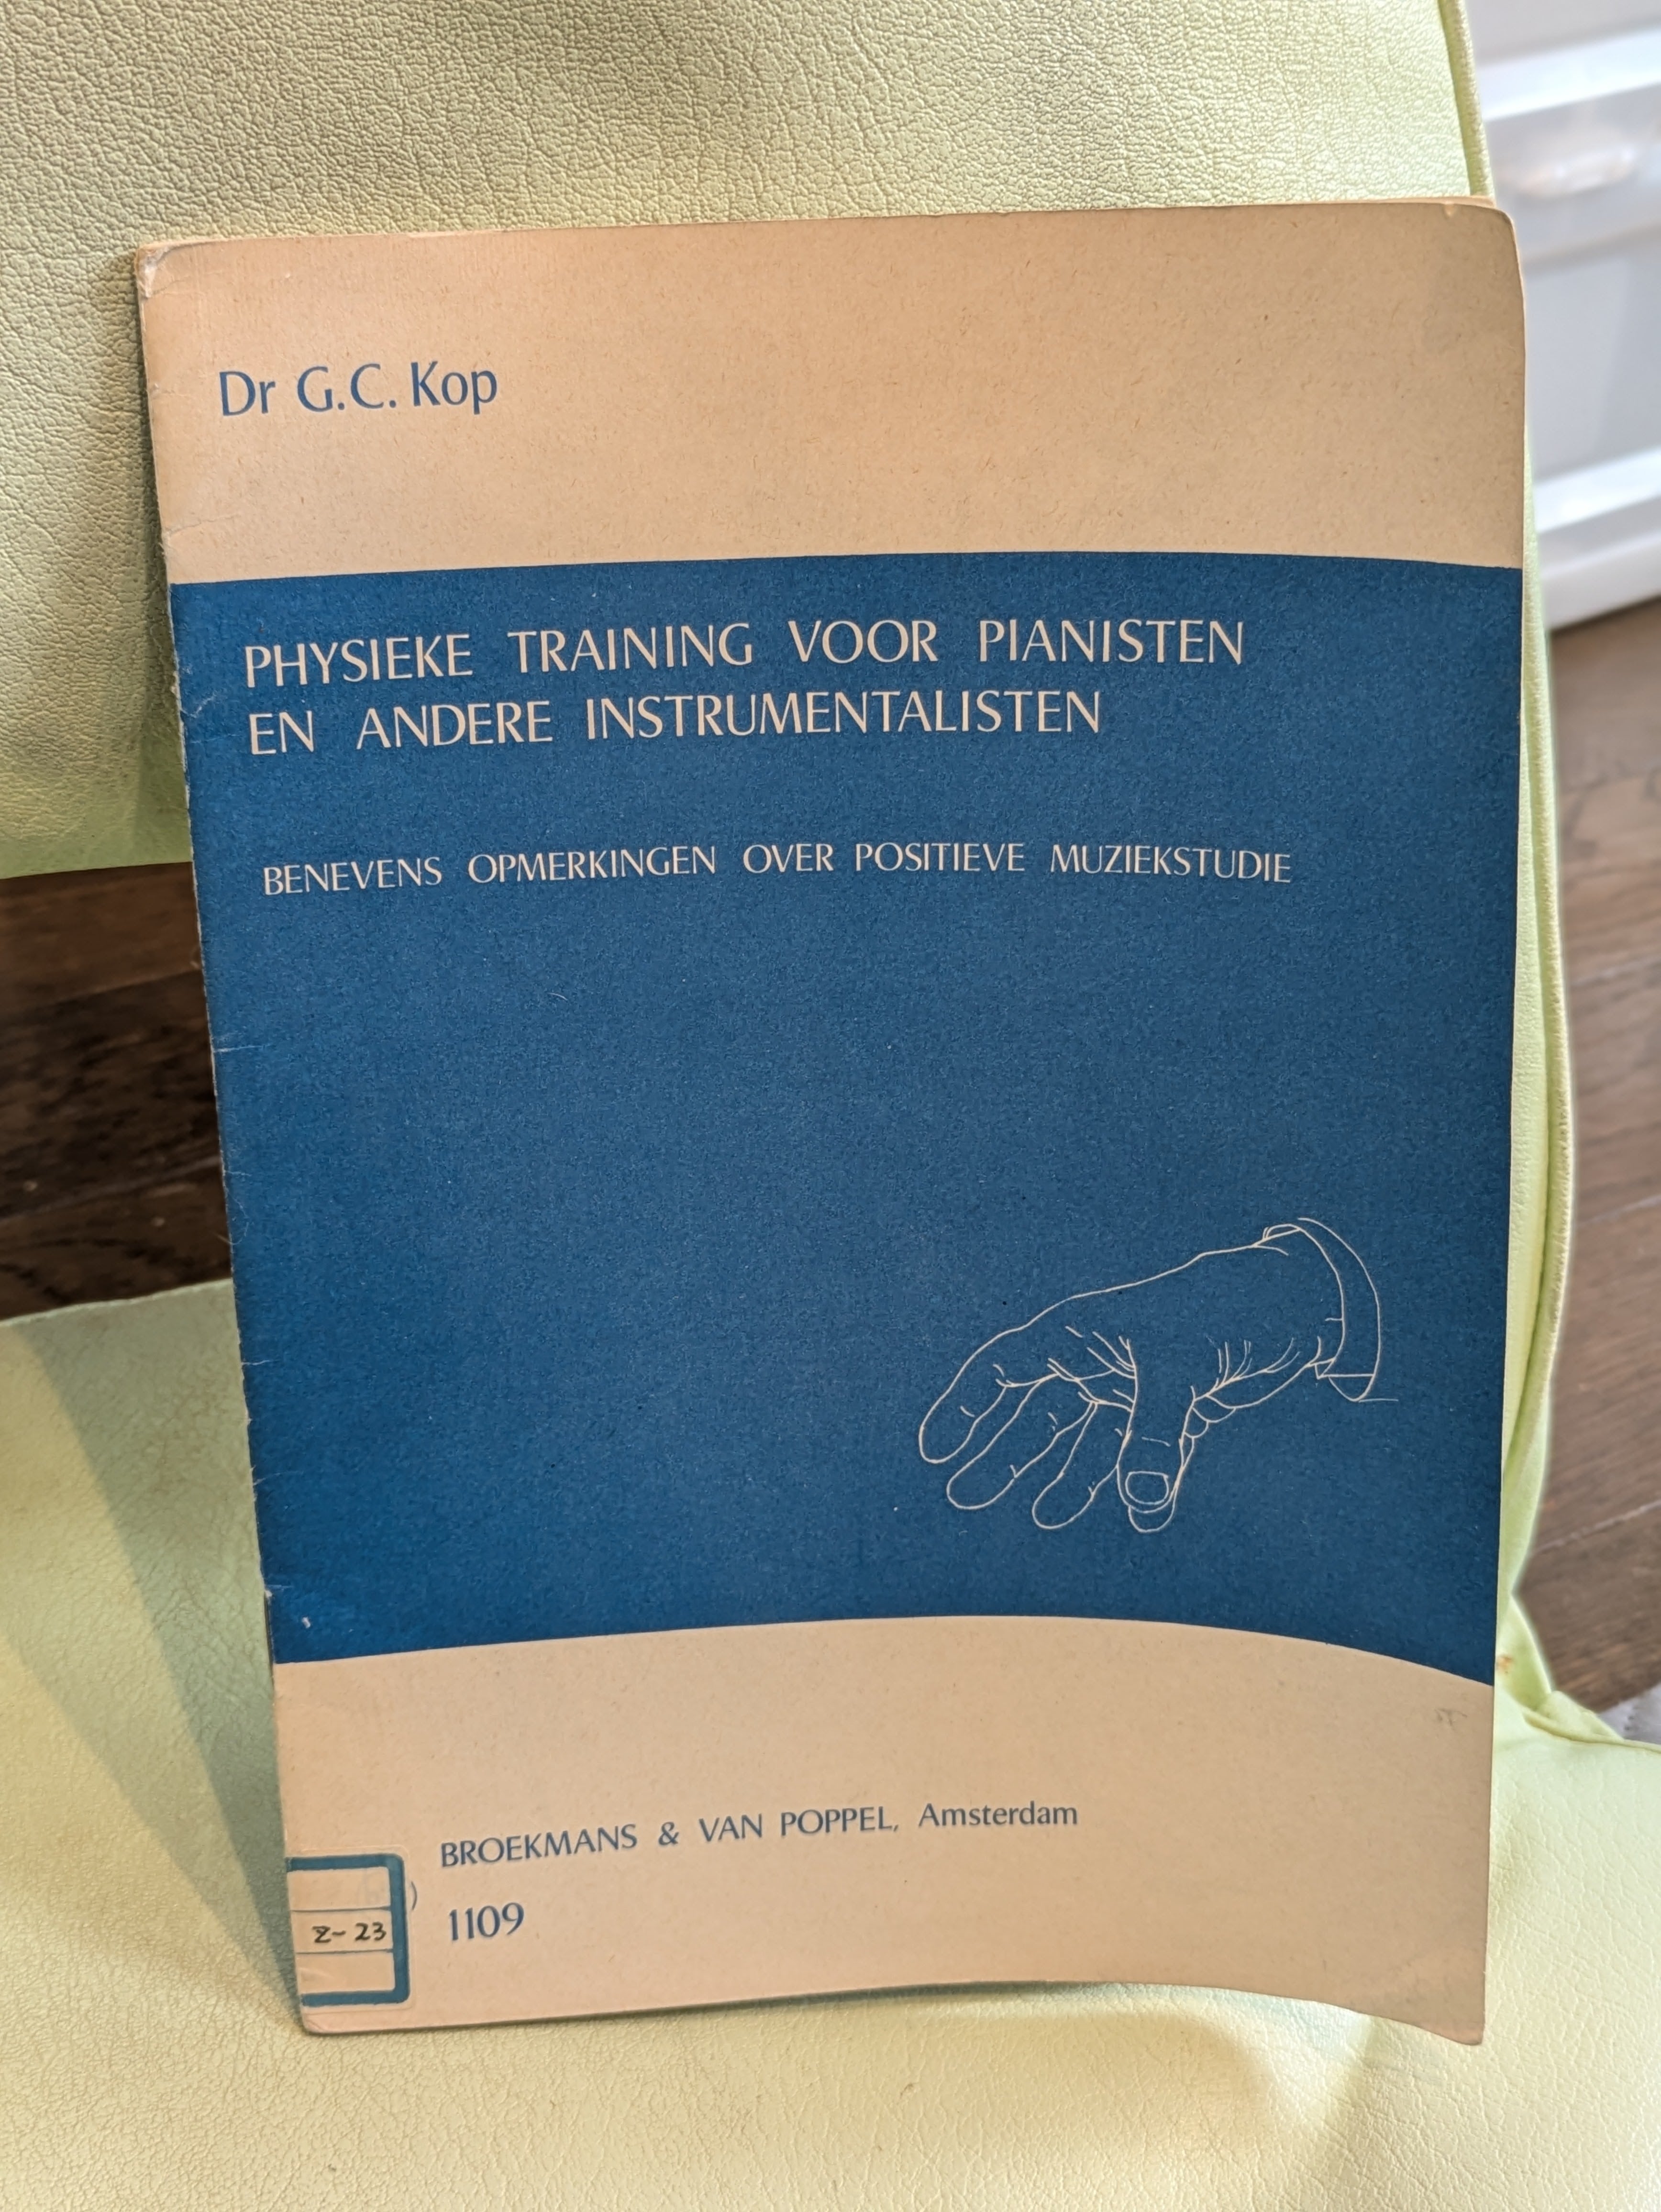 Dr G.C. Kop
PHYSIEKE TRAINING VOOR PIANISTEN
EN ANDERE INSTRUMENTALISTEN
BENEVENS OPMERKINGEN OVER POSITIEVE MUZIEKSTUDIE
BROEKMANS & VAN POPPEL, Amsterdam
1109
Z-23